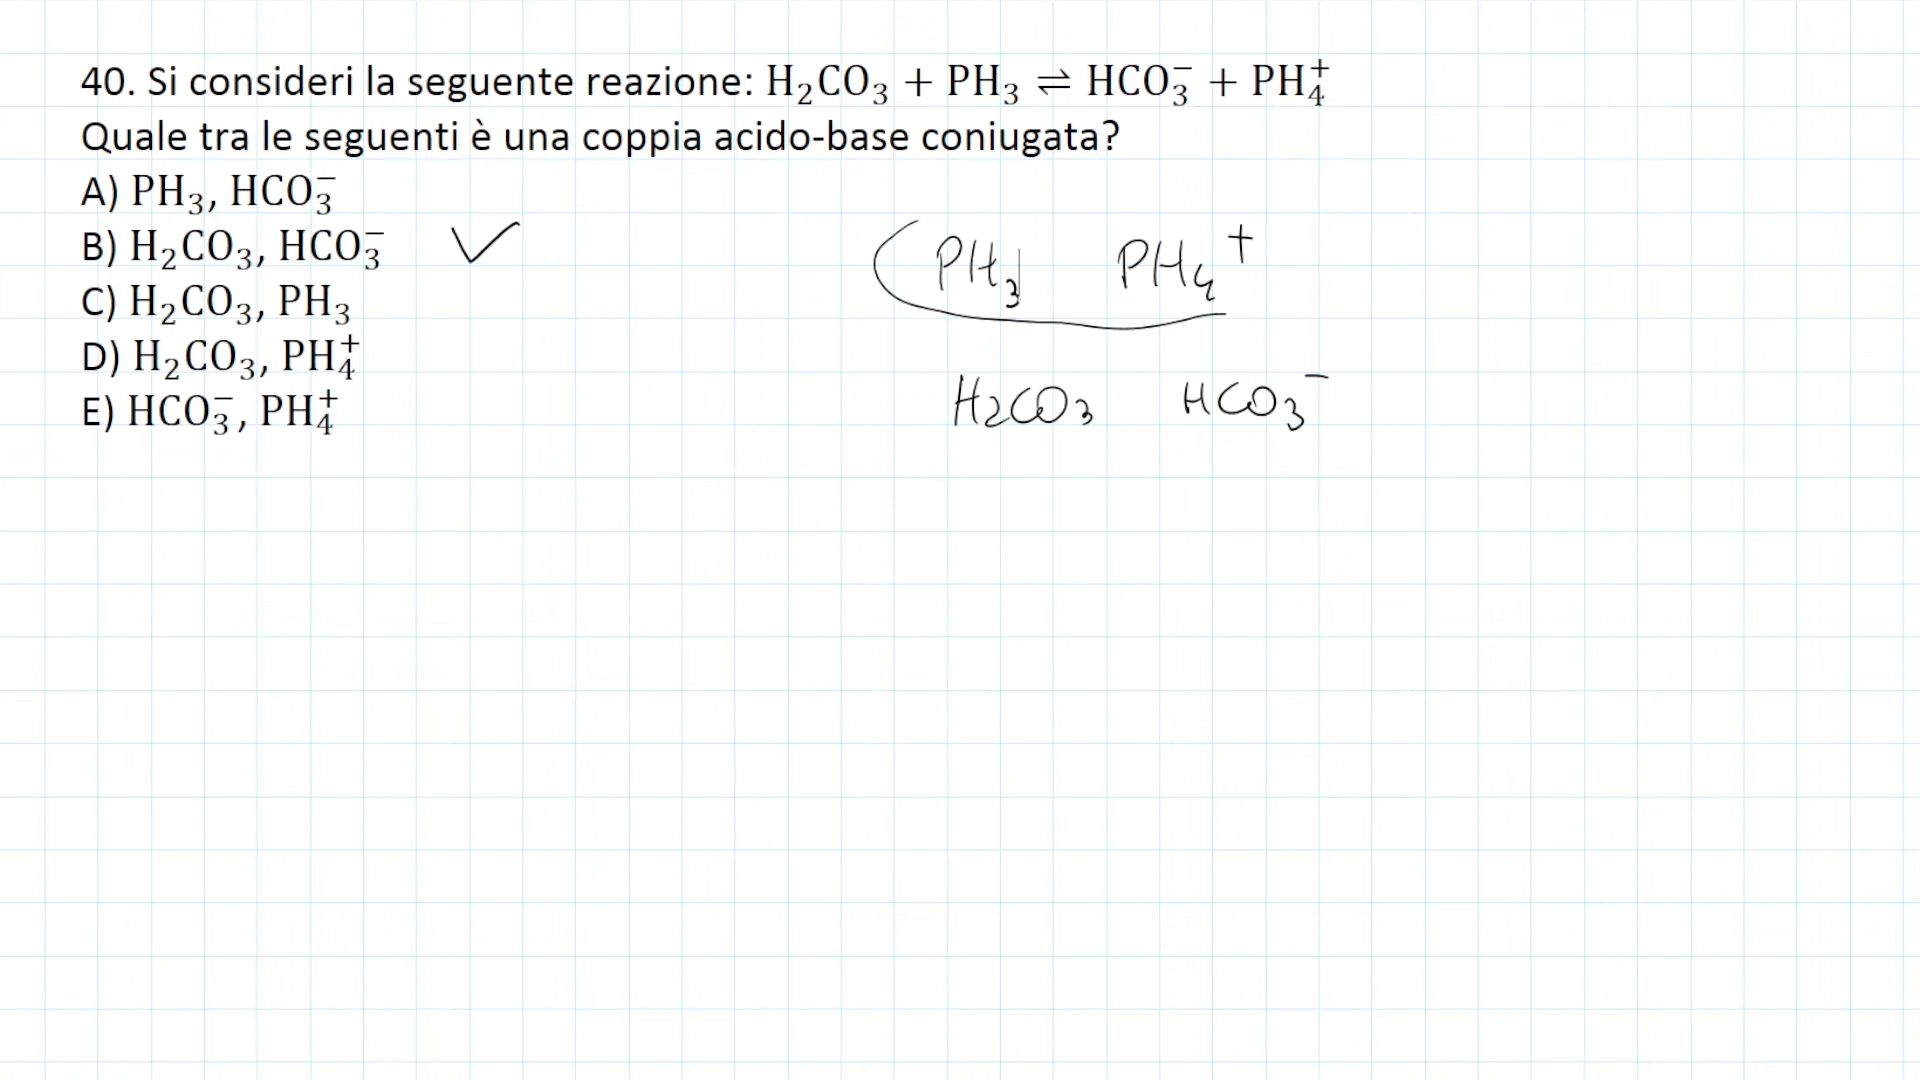 40. Si consideri la seguente reazione: H₂CO₃ + PH₃ ⇌ HCO₃⁻ + PH₄⁺
Quale tra le seguenti è una coppia acido-base coniugata?
A) PH₃, HCO₃⁻
B) H₂CO₃, HCO₃⁻ ✓
C) H₂CO₃, PH₃
D) H₂CO₃, PH₄⁺
E) HCO₃⁻, PH₄⁺
PH₃ PH₄⁺
H₂CO₃ HCO₃⁻